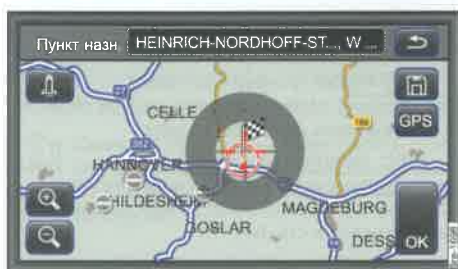 Пункт назн. HEINRICH-NORDHOFF-ST..., W ...
GPS
CELLE
HANNOVER
HILDESHEIM
MAGDEBURG
GOSLAR
DESS
OK